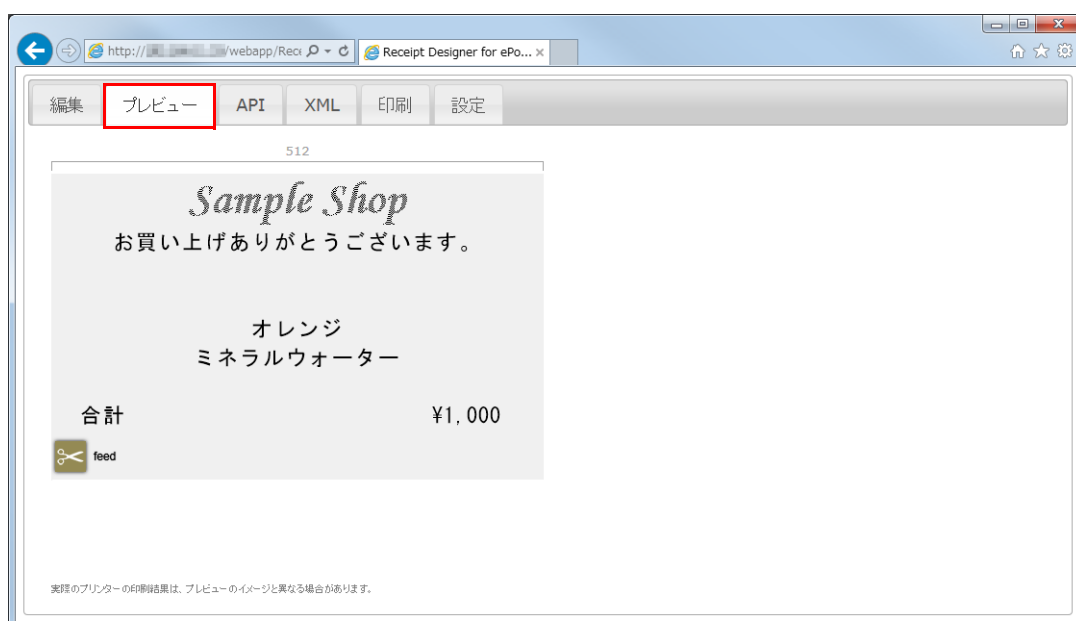 http:// /webapp/Rece
Receipt Designer for ePo...
編集 プレビュー API XML 印刷 設定
512
Sample Shop
お買い上げありがとうございます。
オレンジ
ミネラルウォーター
合計 ¥1,000
feed
実際のプリンターの印刷結果は、プレビューのイメージと異なる場合があります。